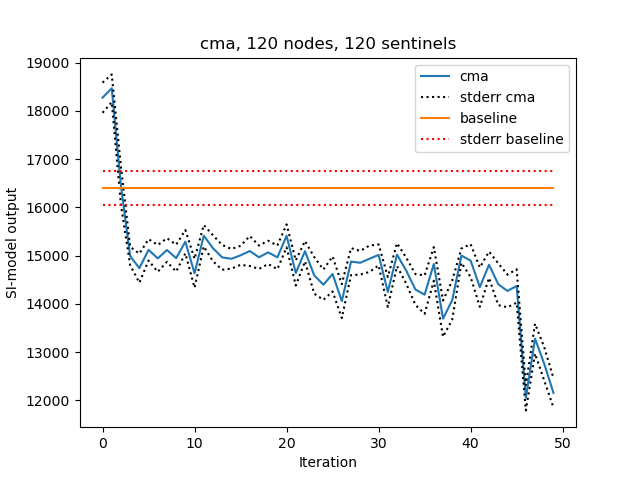 cma, 120 nodes, 120 sentinels
19000
18000
17000
16000
15000
14000
13000
12000
SI-model output
cma
stderr cma
baseline
stderr baseline
0
10
20
30
40
50
Iteration